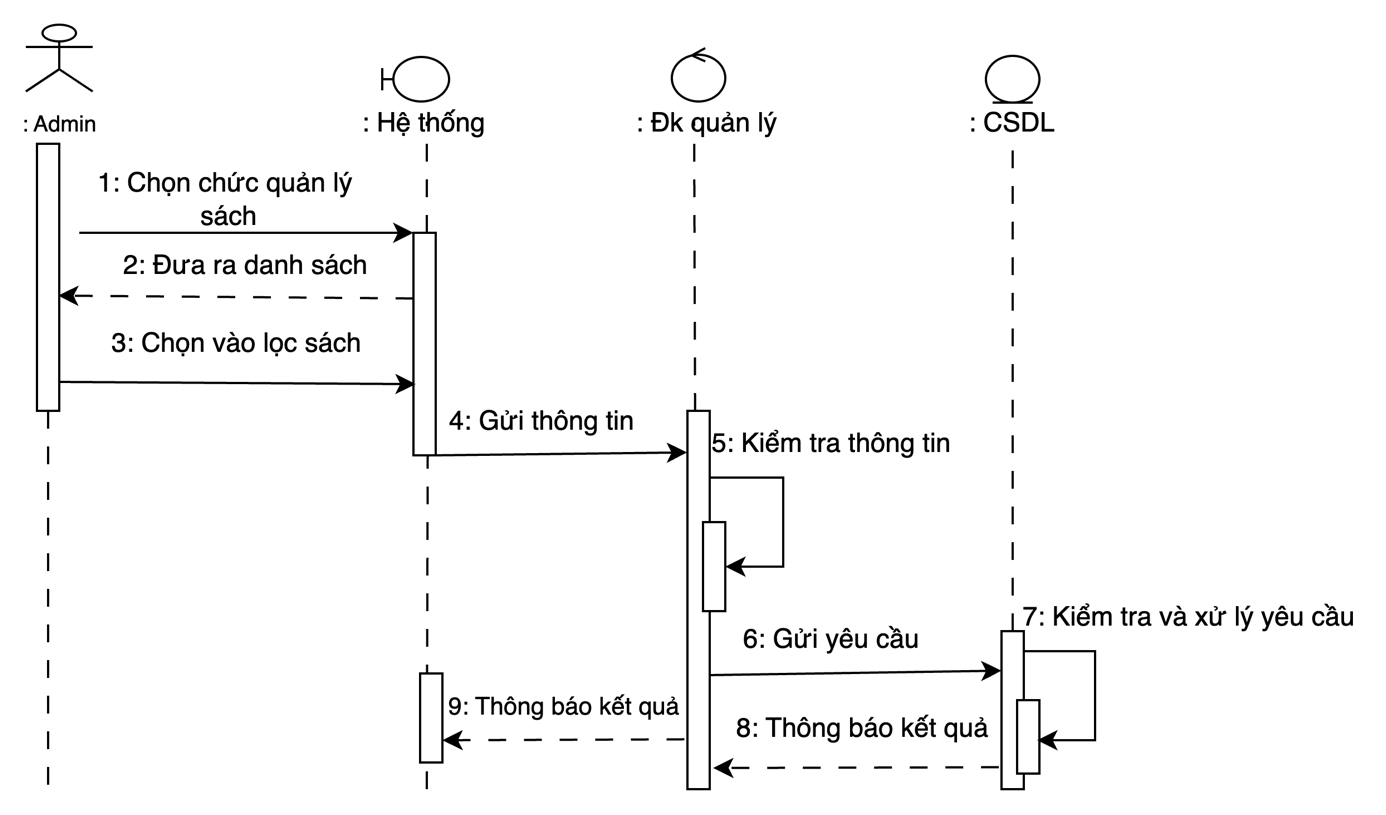 : Admin
: Hệ thống
: Đk quản lý
: CSDL
1: Chọn chức quản lý
sách
2: Đưa ra danh sách
3: Chọn vào lọc sách
4: Gửi thông tin
5: Kiểm tra thông tin
6: Gửi yêu cầu
7: Kiểm tra và xử lý yêu cầu
8: Thông báo kết quả
9: Thông báo kết quả